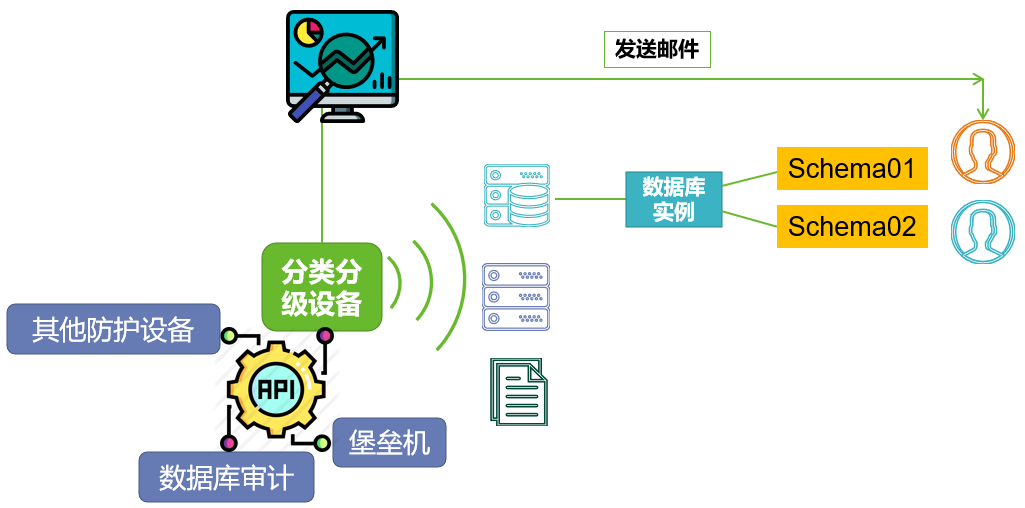 发送邮件
Schema01
数据库
实例
Schema02
分类分
级设备
其他防护设备
API
堡垒机
数据库审计